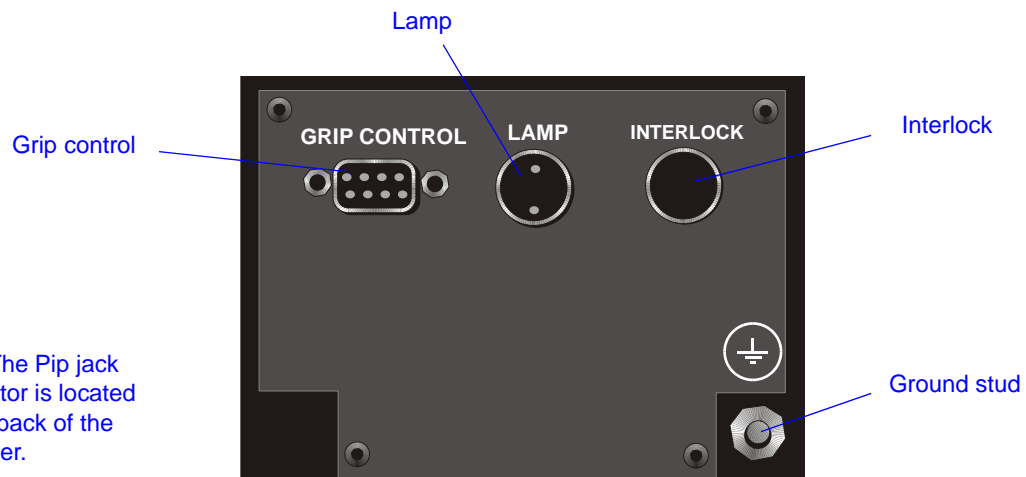 Lamp
GRIP CONTROL
LAMP
INTERLOCK
Grip control
Interlock
The Pip jack
tor is located
back of the
er.
Ground stud